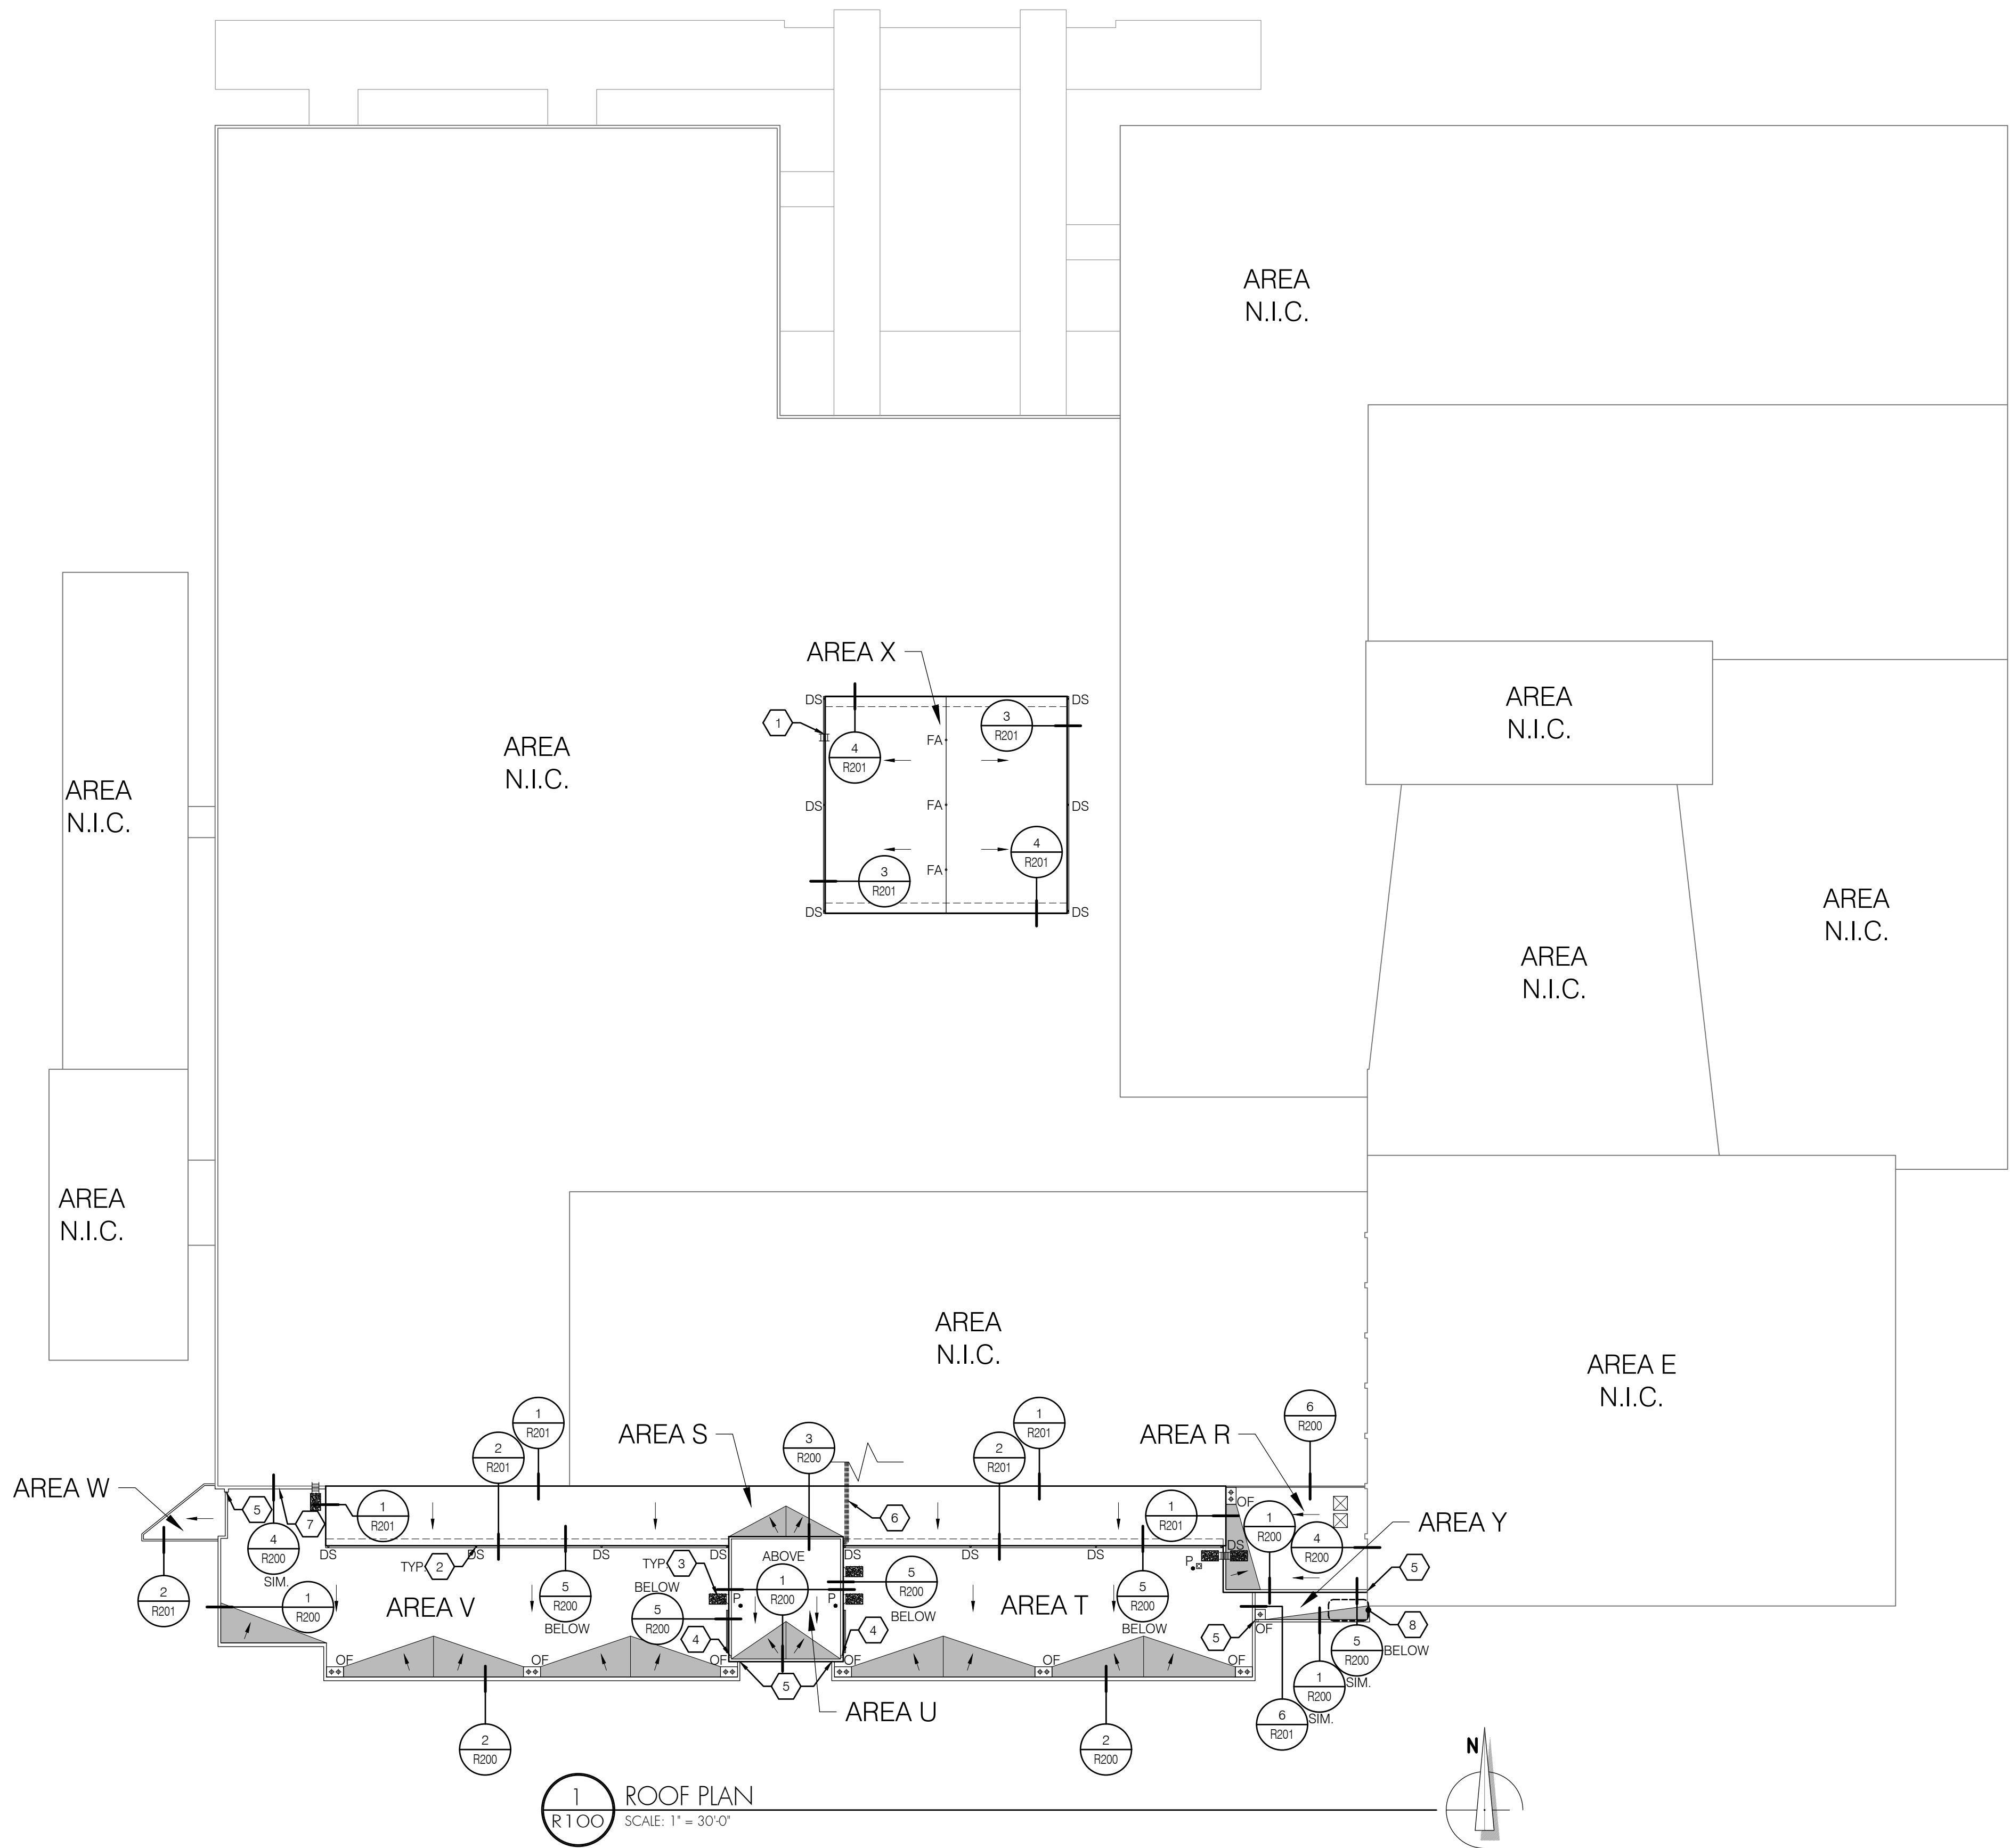 AREA
N.I.C.
AREA X
DS
DS
1
3
R201
FA
4
R201
AREA
N.I.C.
AREA
N.I.C.
AREA
N.I.C.
DS
FA
DS
4
R201
FA
3
R201
DS
DS
AREA
N.I.C.
AREA
N.I.C.
AREA
N.I.C.
AREA
N.I.C.
AREA E
N.I.C.
1
R201
1
R201
6
R200
AREA S
3
R200
AREA R
2
R201
2
R201
AREA W
5
7
1
R201
6
1
R201
OF
1
R200
AREA Y
4
R200
SIM.
4
R200
DS
TYP.
2
DS
DS
TYP.
3
DS
ABOVE
DS
DS
DS
DS
P
5
2
R201
1
R200
AREA V
5
R200
BELOW
BELOW
5
R200
P
1
R200
P
5
R200
BELOW
AREA T
5
R200
BELOW
4
4
5
OF
8
5
R200
BELOW
SIM.
OF
OF
OF
OF
OF
OF
5
1
R200
SIM.
AREA U
6
R201
2
R200
2
R200
N
1
R100
ROOF PLAN
SCALE: 1" = 30'-0"